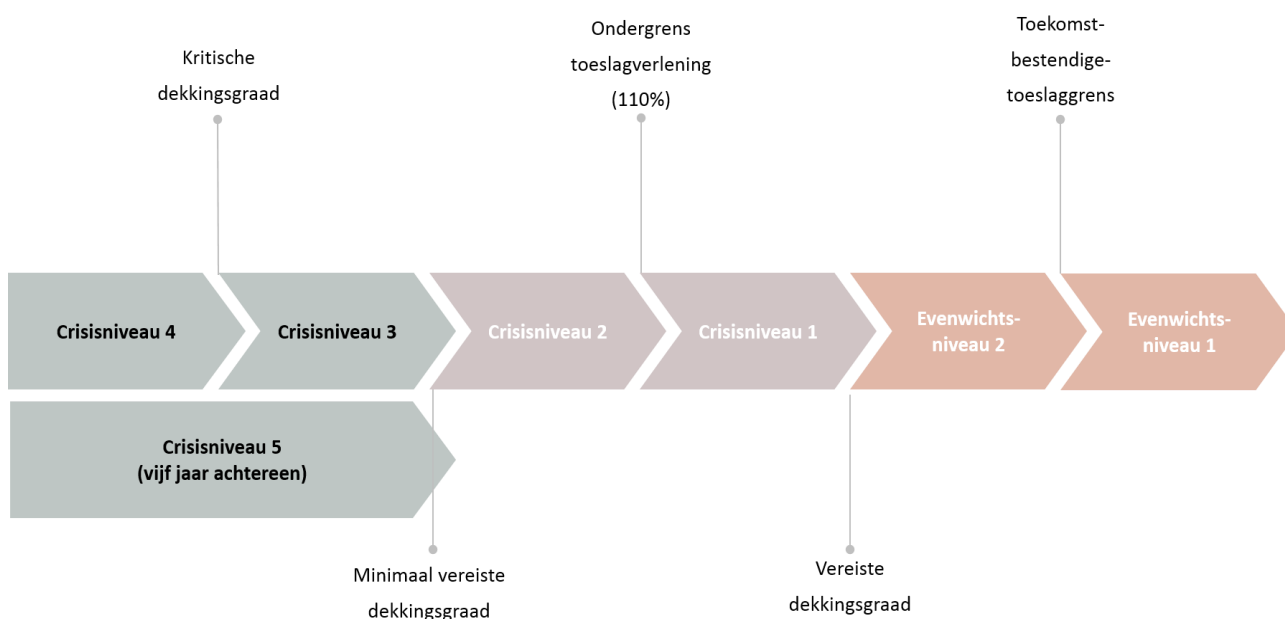 Kritische
dekkingsgraad
Ondergrens
toeslagverlening
(110%)
Toekomst-
bestendige-
toeslaggrens
Crisisniveau 4
Crisisniveau 3
Crisisniveau 2
Crisisniveau 1
Evenwichts-
niveau 2
Evenwichts-
niveau 1
Crisisniveau 5
(vijf jaar achtereen)
Minimaal vereiste
dekkingsgraad
Vereiste
dekkingsgraad